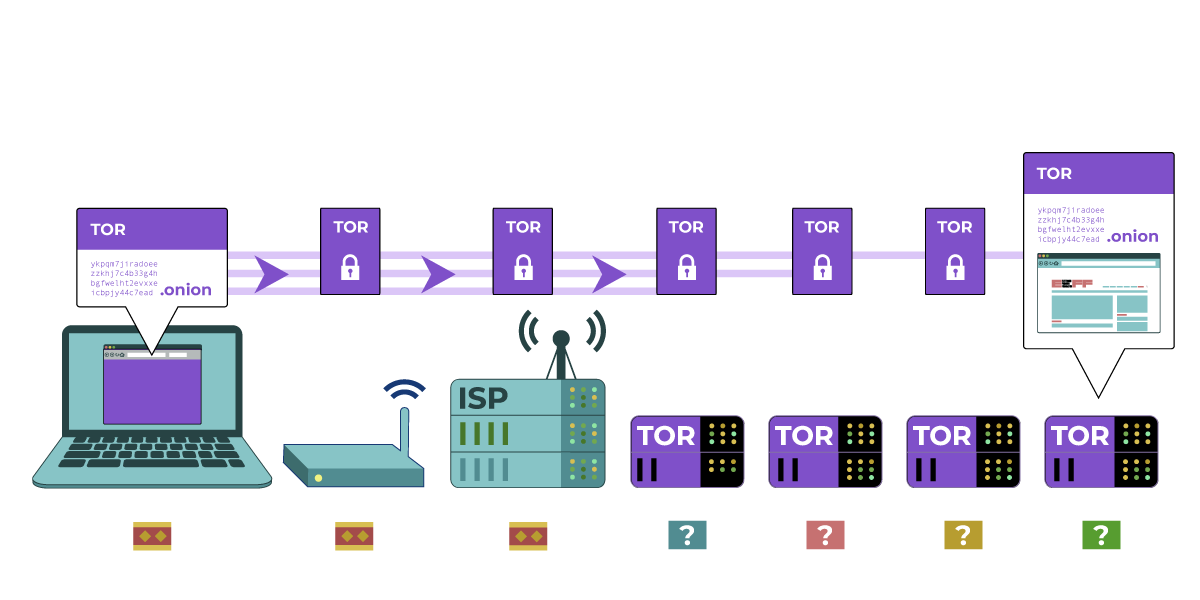 TOR
ykpqm7jiradoee
zzkhj7c4b33g4h
bgfwelht2evxxe
icbpjy44c7ead .onion
TOR
TOR
TOR
TOR
TOR
TOR
ykpqm7jiradoee
zzkhj7c4b33g4h
bgfwelht2evxxe
icbpjy44c7ead .onion
EFF
ISP
TOR
TOR
TOR
TOR
?
?
?
?